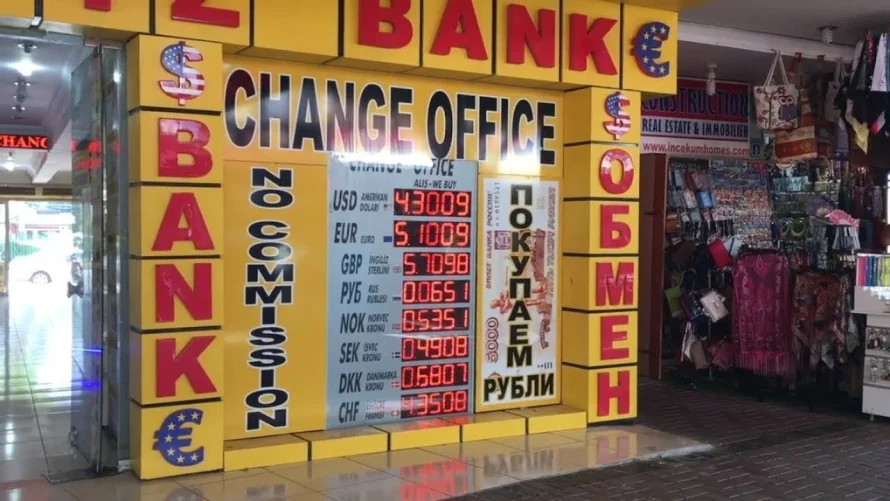 BANK
€
$
BANK
€
CHANGE OFFICE
NO COMMISSION
CHANGE OFFICE
ALIŞ - WE BUY
USD AMERİKAN DOLARI 4.3009
EUR EURO 5.1009
GBP İNGİLİZ STERLİNİ 5.7098
РУБ RUS RUBLESİ 0.0651
NOK NORVEÇ KRONU 0.5351
SEK İSVEÇ KRONU 0.4908
DKK DANİMARKA KRONU 0.6807
CHF 4.3508
ПОКУПАЕМ
РУБЛИ
5000
$
ОБМЕН
CONSTRUCTION
REAL ESTATE & IMMOBILIEN
www.incekumhomes.com
CHANG